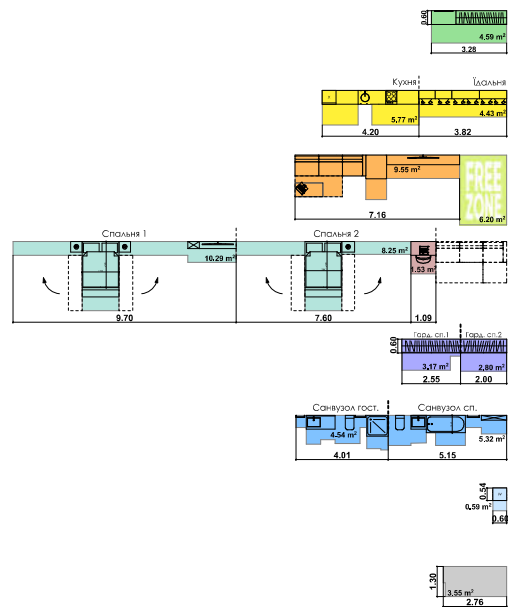 0.60
4.59 m²
3.28
Кухня
Їдальня
5.77 m²
4.43 m²
4.20
3.82
9.55 m²
FREE
ZONE
7.16
6.20 m²
Спальня 1
Спальня 2
10.29 m²
8.25 m²
1.53 m²
9.70
7.60
1.09
Гард. сп.1
Гард. сп.2
0.60
3,17 m²
2,80 m²
2.55
2.00
Санвузол гост.
Санвузол сп.
4.54 m²
5.32 m²
4.01
5.15
0.54
0.59 m²
0.60
1.30
3.55 m²
2.76